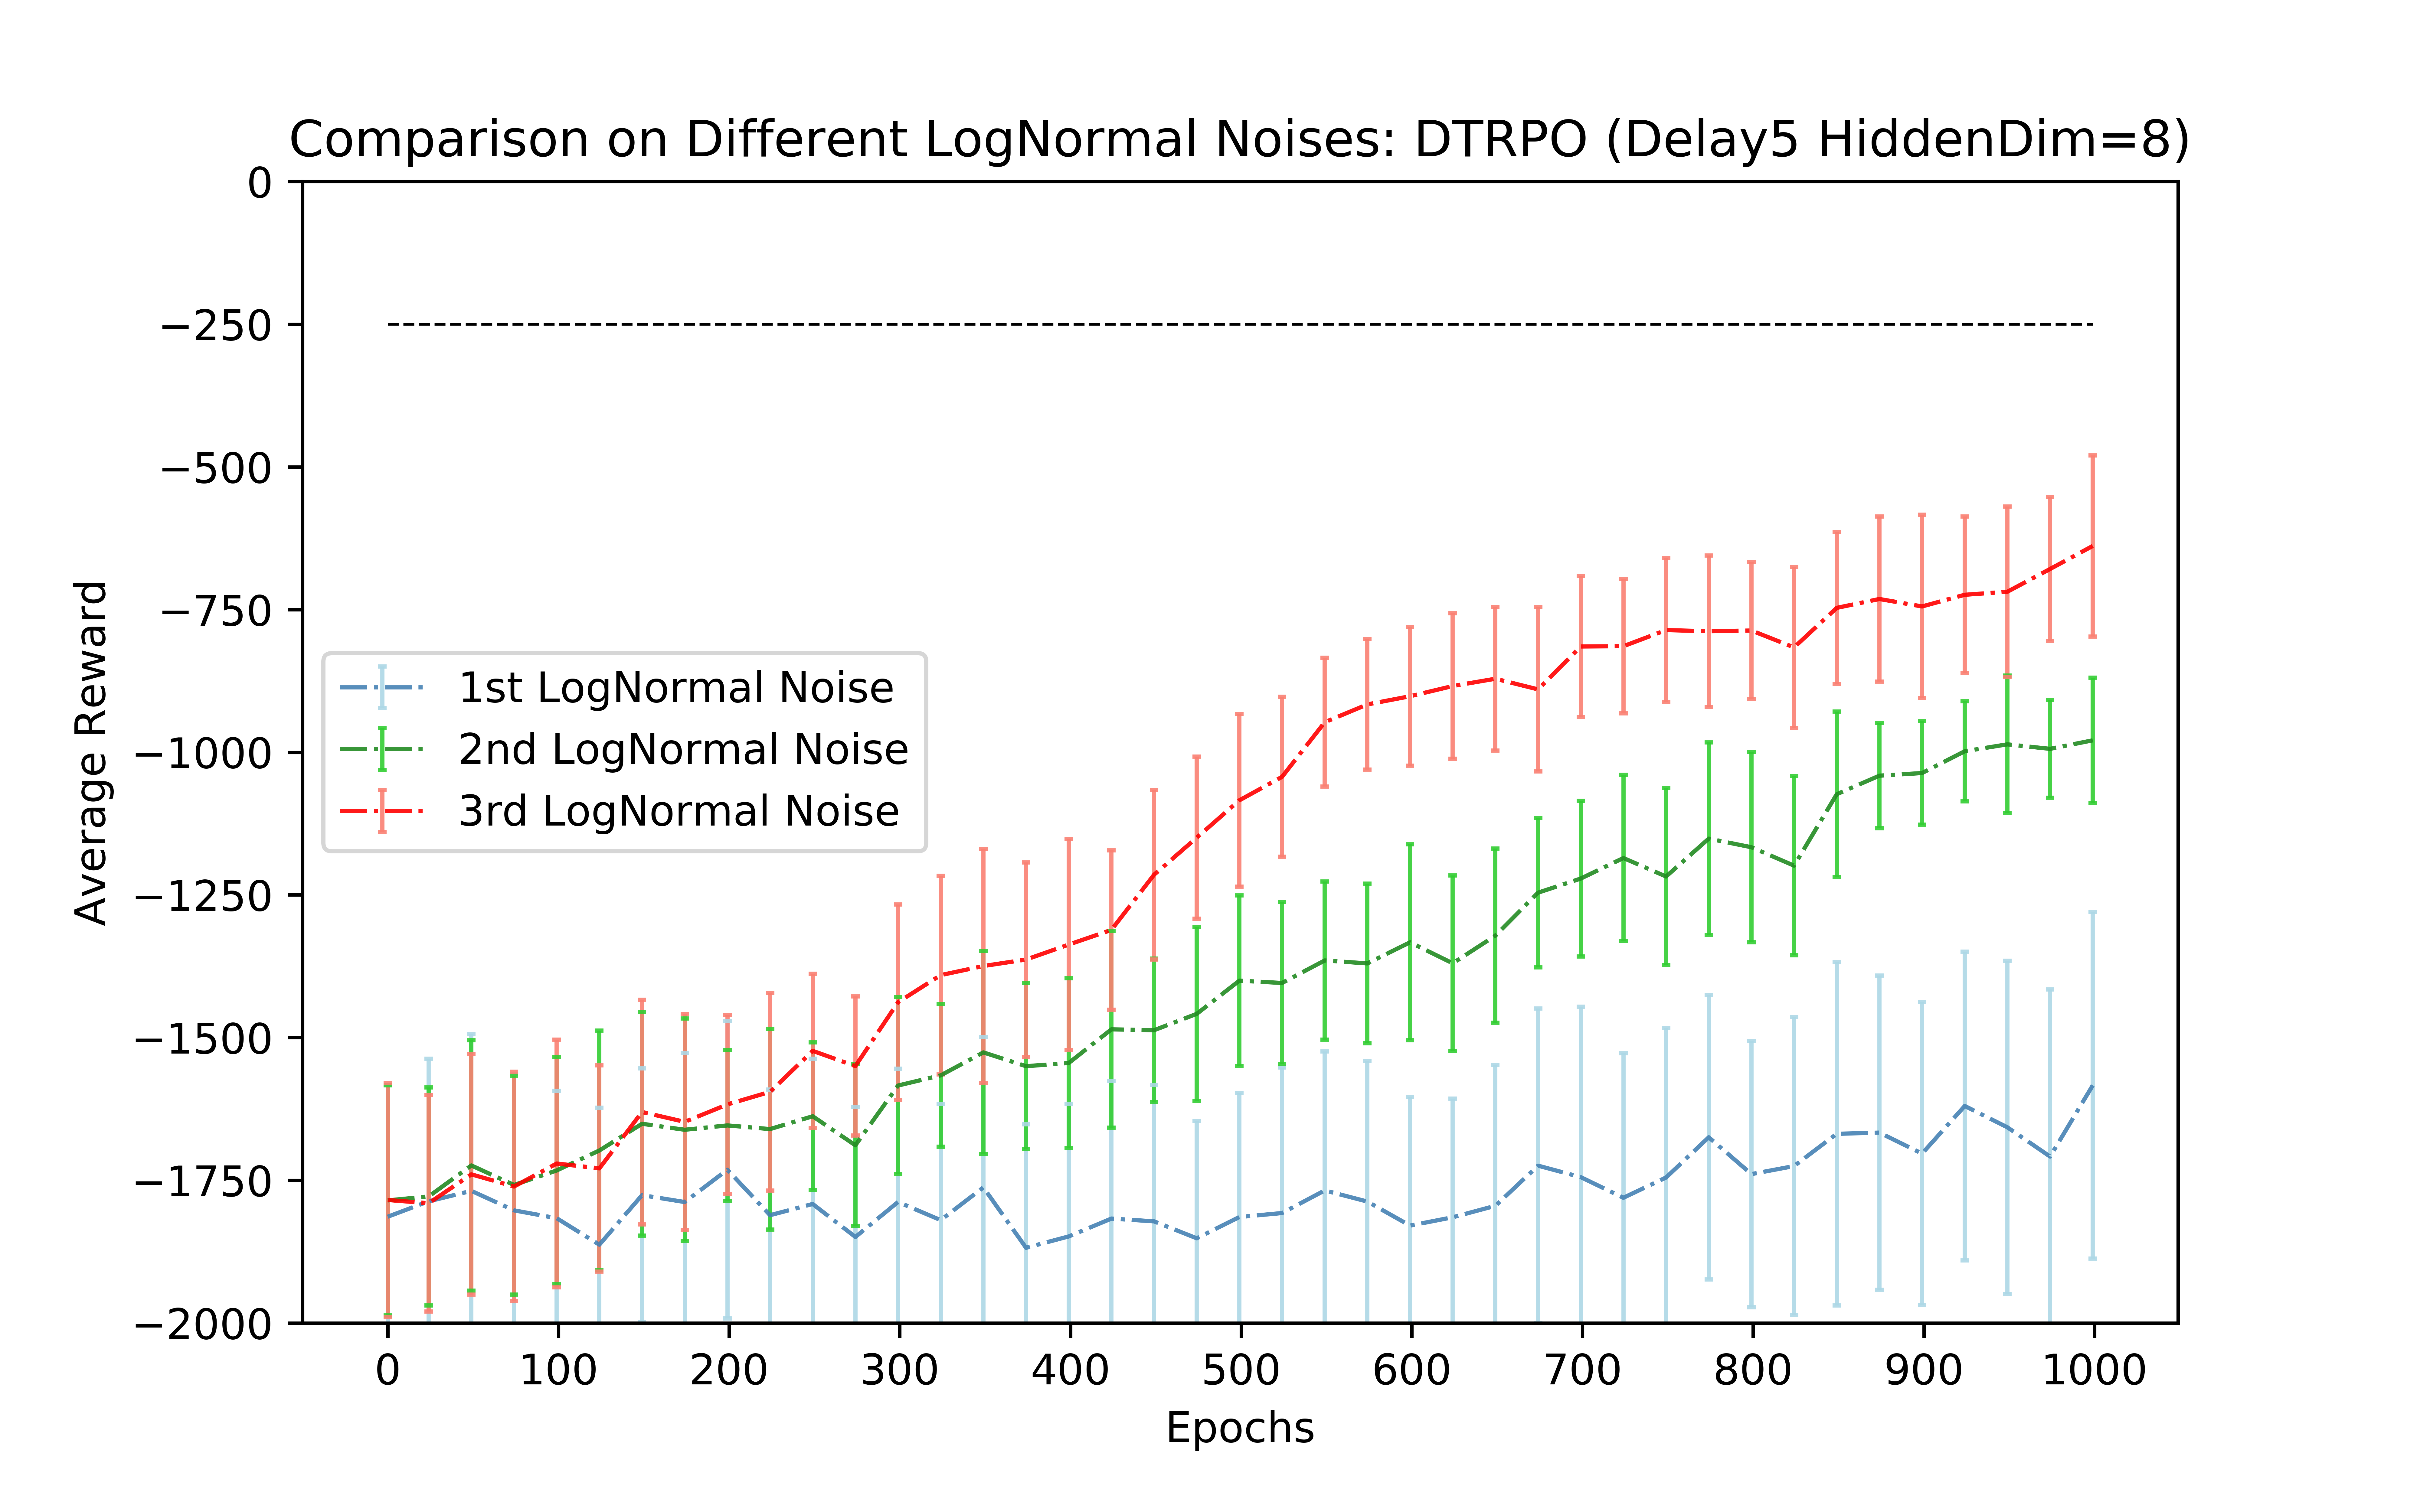 Comparison on Different LogNormal Noises: DTRPO (Delay5 HiddenDim=8)
0
−250
−500
−750
−1000
−1250
−1500
−1750
−2000
Average Reward
1st LogNormal Noise
2nd LogNormal Noise
3rd LogNormal Noise
0 100 200 300 400 500 600 700 800 900 1000
Epochs